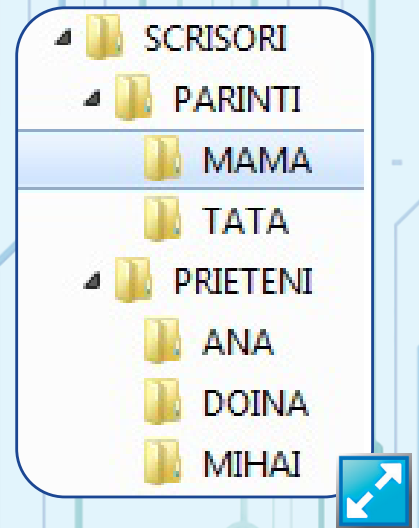 SCRISORI
PARINTI
MAMA
TATA
PRIETENI
ANA
DOINA
MIHAI